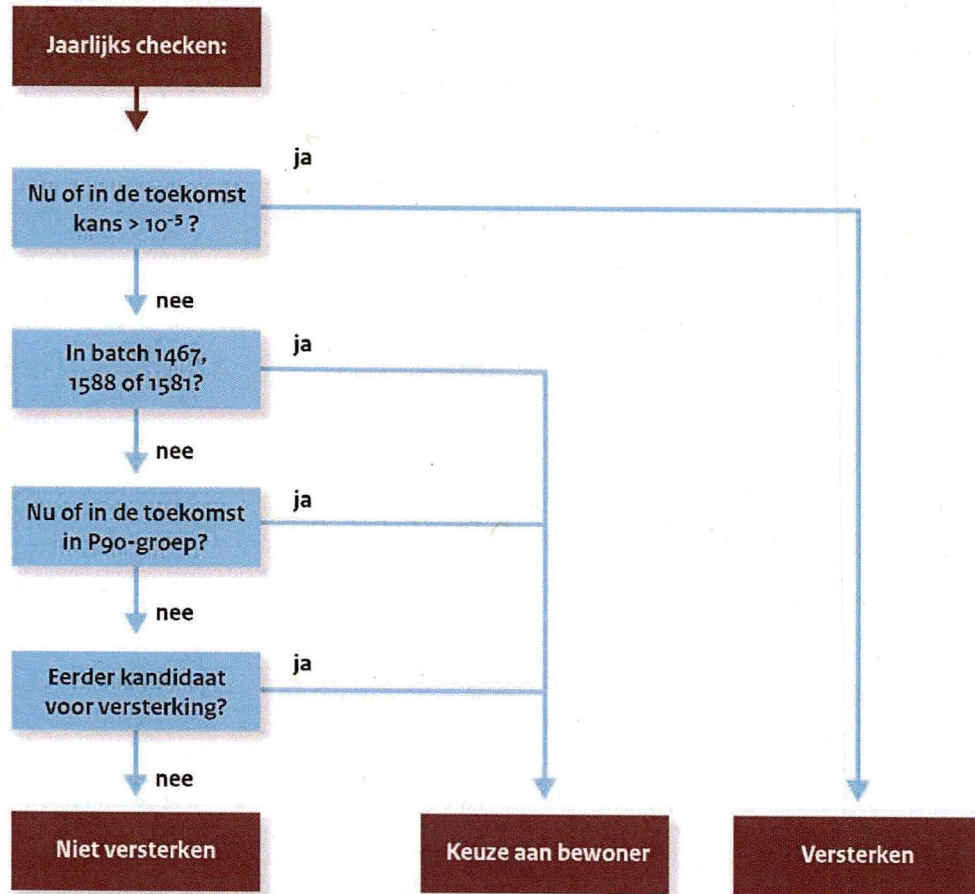 Jaarlijks checken:
ja
Nu of in de toekomst
kans > 10⁻⁵ ?
nee
ja
In batch 1467,
1588 of 1581?
nee
ja
Nu of in de toekomst
in P90-groep?
nee
ja
Eerder kandidaat
voor versterking?
nee
Niet versterken
Keuze aan bewoner
Versterken